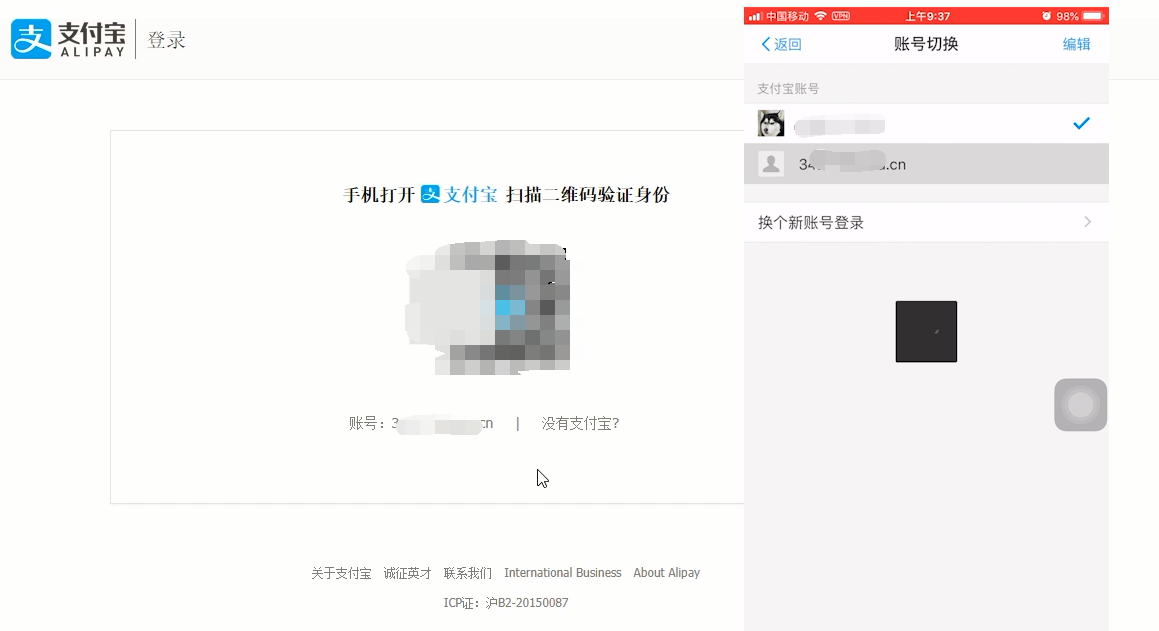 支付宝
ALIPAY
登录
手机打开 支付宝 扫描二维码验证身份
账号：3 cn | 没有支付宝?
关于支付宝 诚征英才 联系我们 International Business About Alipay
ICP证：沪B2-20150087
中国移动 VPN 上午9:37 98%
返回 账号切换 编辑
支付宝账号
34 .cn
换个新账号登录